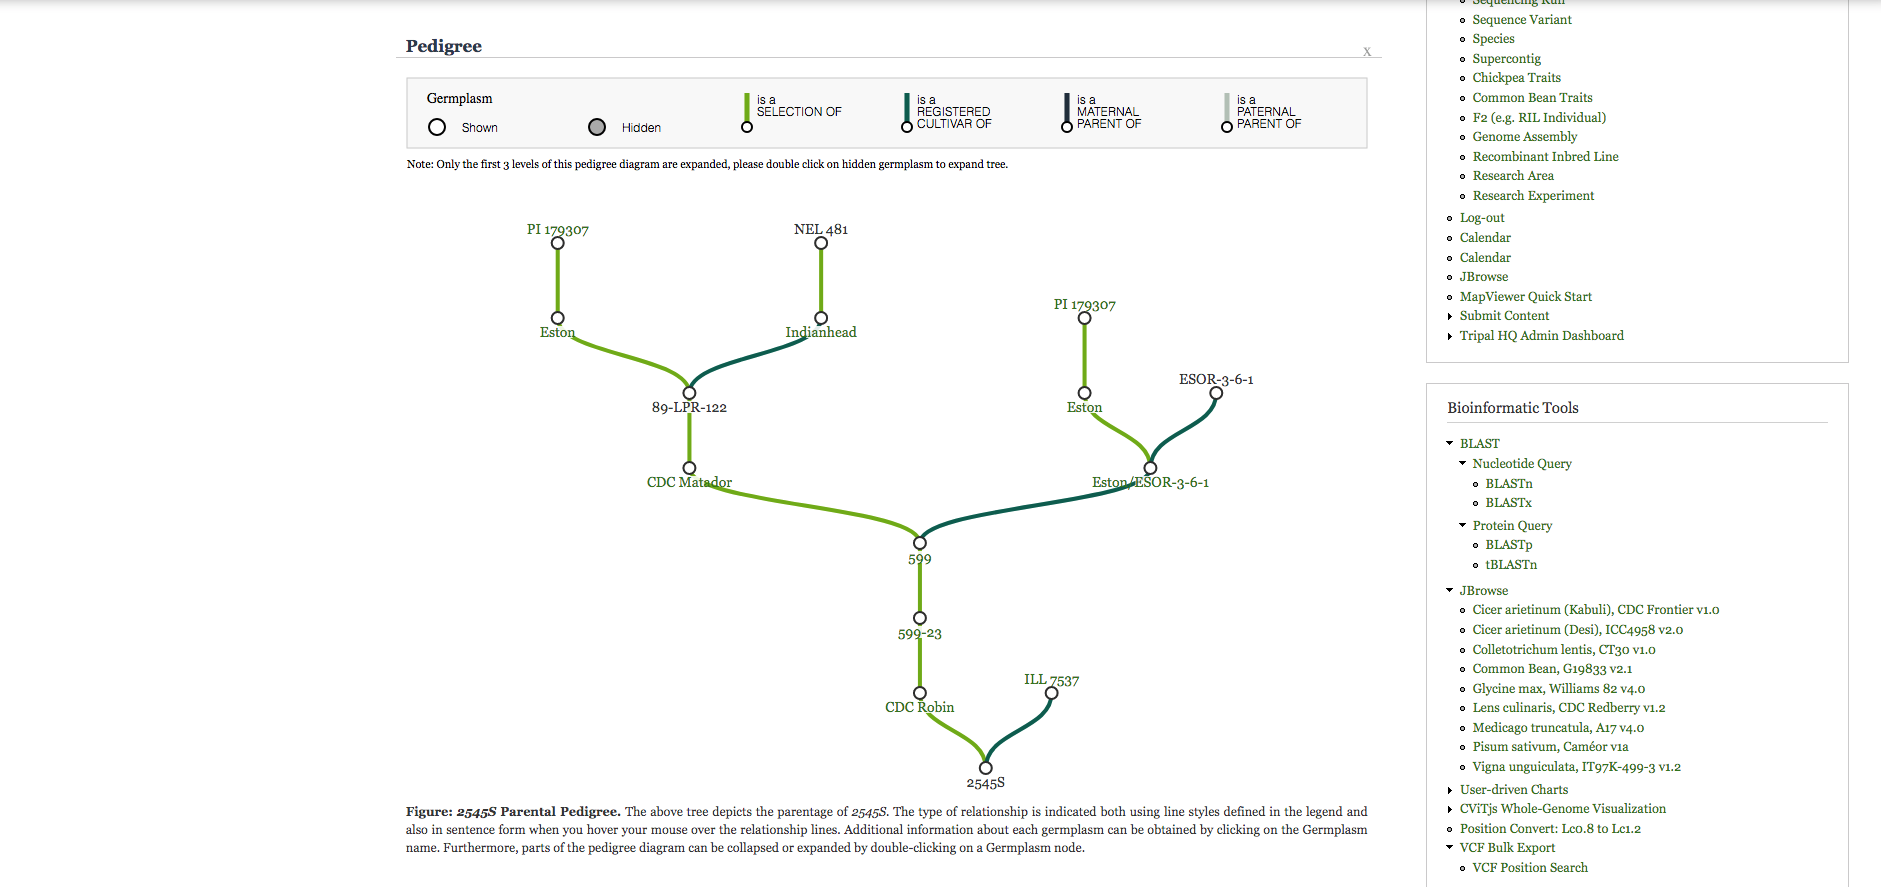 Pedigree
x
Germplasm
Shown
Hidden
is a
SELECTION OF
is a
REGISTERED
CULTIVAR OF
is a
MATERNAL
PARENT OF
is a
PATERNAL
PARENT OF
Note: Only the first 3 levels of this pedigree diagram are expanded, please double click on hidden germplasm to expand tree.
PI 179307
NEL 481
Eston
Indianhead
PI 179307
89-LPR-122
Eston
ESOR-3-6-1
CDC Matador
Eston/ESOR-3-6-1
599
599-23
CDC Robin
ILL 7537
2545S
Figure: 2545S Parental Pedigree. The above tree depicts the parentage of 2545S. The type of relationship is indicated both using line styles defined in the legend and
also in sentence form when you hover your mouse over the relationship lines. Additional information about each germplasm can be obtained by clicking on the Germplasm
name. Furthermore, parts of the pedigree diagram can be collapsed or expanded by double-clicking on a Germplasm node.
Sequencing Run
Sequence Variant
Species
Supercontig
Chickpea Traits
Common Bean Traits
F2 (e.g. RIL Individual)
Genome Assembly
Recombinant Inbred Line
Research Area
Research Experiment
Log-out
Calendar
Calendar
JBrowse
MapViewer Quick Start
Submit Content
Tripal HQ Admin Dashboard
Bioinformatic Tools
BLAST
Nucleotide Query
BLASTn
BLASTx
Protein Query
BLASTp
tBLASTn
JBrowse
Cicer arietinum (Kabuli), CDC Frontier v1.0
Cicer arietinum (Desi), ICC4958 v2.0
Colletotrichum lentis, CT30 v1.0
Common Bean, G19833 v2.1
Glycine max, Williams 82 v4.0
Lens culinaris, CDC Redberry v1.2
Medicago truncatula, A17 v4.0
Pisum sativum, Caméor v1a
Vigna unguiculata, IT97K-499-3 v1.2
User-driven Charts
CViTjs Whole-Genome Visualization
Position Convert: Lc0.8 to Lc1.2
VCF Bulk Export
VCF Position Search